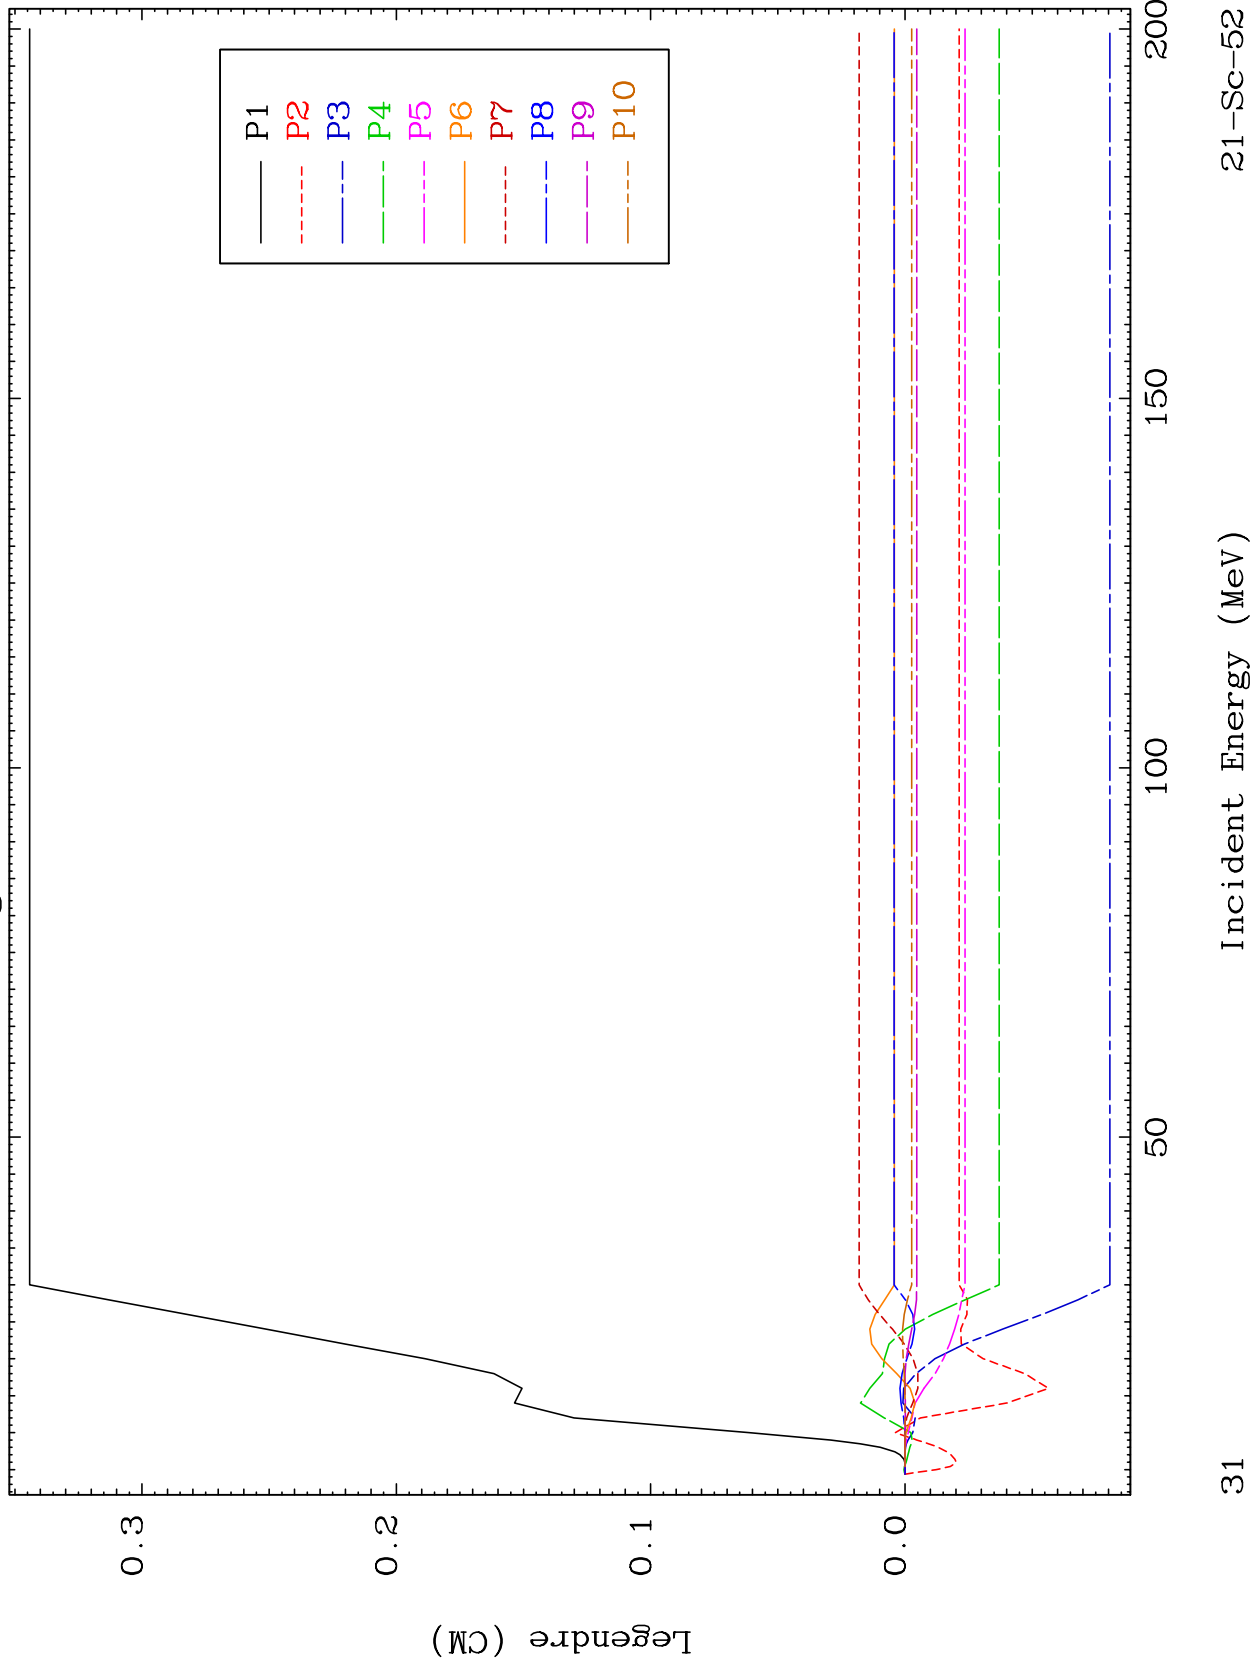 P1
P2
P3
P4
P5
P6
P7
P8
P9
P10
0.3
0.2
0.1
0.0
Legendre (CM)
50
100
150
200
Incident Energy (MeV)
31
21-Sc-52